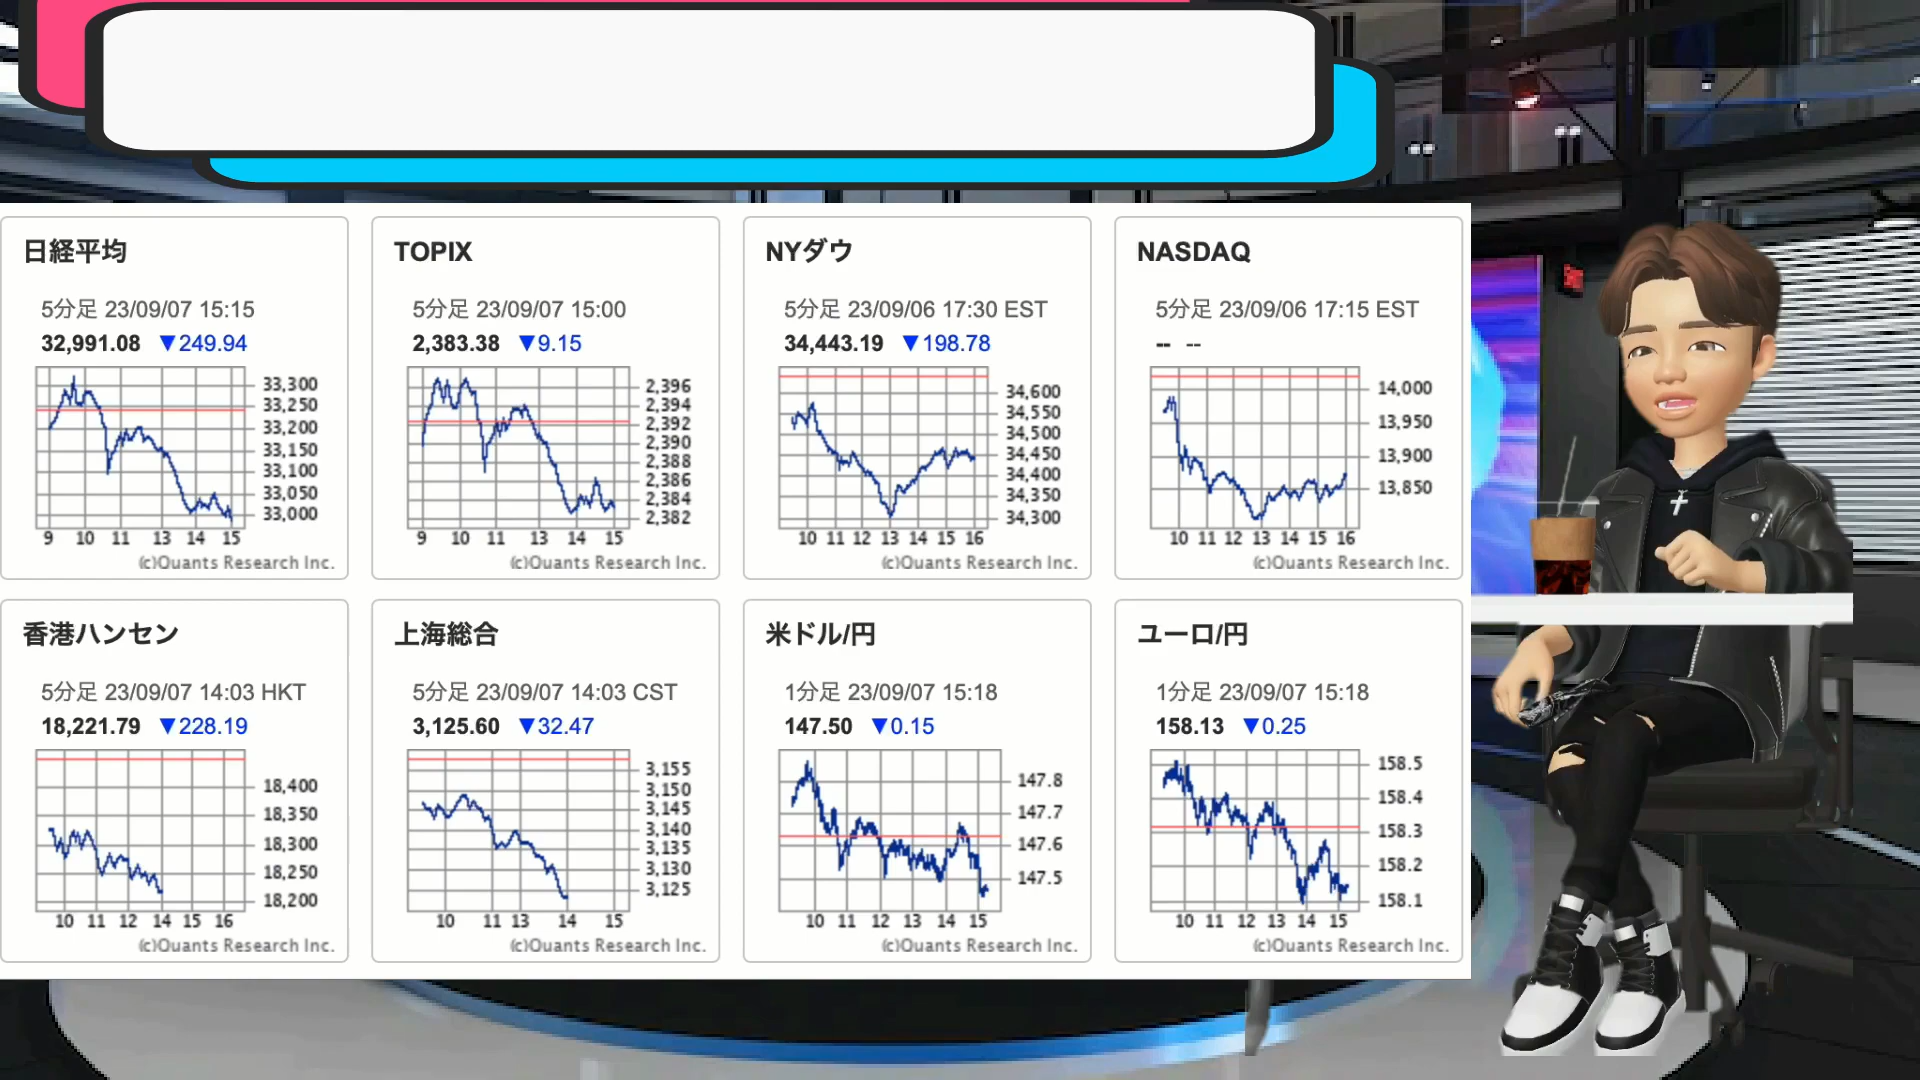 日経平均
5分足 23/09/07 15:15
32,991.08 ▼249.94
33,300
33,250
33,200
33,150
33,100
33,050
33,000
9 10 11 13 14 15
(c)Quants Research Inc.
TOPIX
5分足 23/09/07 15:00
2,383.38 ▼9.15
2,396
2,394
2,392
2,390
2,388
2,386
2,384
2,382
9 10 11 13 14 15
(c)Quants Research Inc.
NYダウ
5分足 23/09/06 17:30 EST
34,443.19 ▼198.78
34,600
34,550
34,500
34,450
34,400
34,350
34,300
10 11 12 13 14 15 16
(c)Quants Research Inc.
NASDAQ
5分足 23/09/06 17:15 EST
-- --
14,000
13,950
13,900
13,850
10 11 12 13 14 15 16
(c)Quants Research Inc.
香港ハンセン
5分足 23/09/07 14:03 HKT
18,221.79 ▼228.19
18,400
18,350
18,300
18,250
18,200
10 11 12 14 15 16
(c)Quants Research Inc.
上海総合
5分足 23/09/07 14:03 CST
3,125.60 ▼32.47
3,155
3,150
3,145
3,140
3,135
3,130
3,125
10 11 13 14 15
(c)Quants Research Inc.
米ドル/円
1分足 23/09/07 15:18
147.50 ▼0.15
147.8
147.7
147.6
147.5
10 11 12 13 14 15
(c)Quants Research Inc.
ユーロ/円
1分足 23/09/07 15:18
158.13 ▼0.25
158.5
158.4
158.3
158.2
158.1
10 11 12 13 14 15
(c)Quants Research Inc.